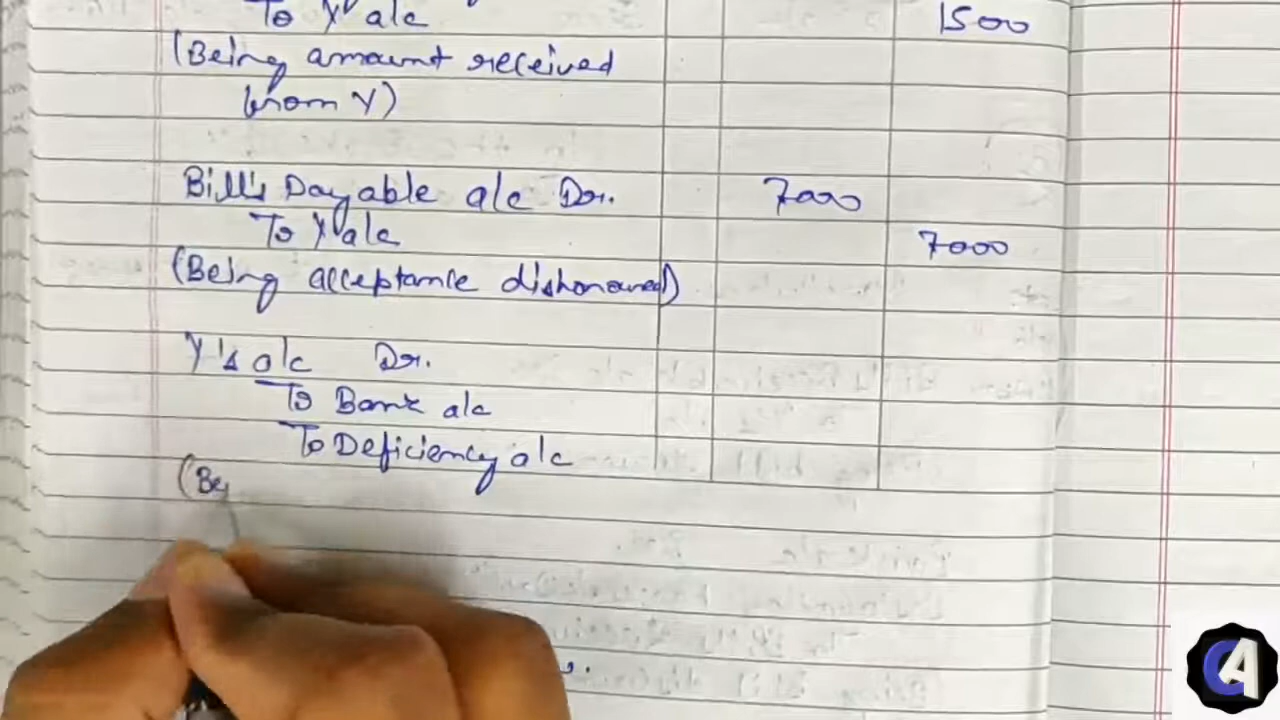 To Y a/c 1500
(Being amount received
from Y)
Bill's Payable a/c Dr. 7000
To Y a/c 7000
(Being acceptance dishonoured)
Y's a/c Dr.
To Bank a/c
To Deficiency a/c
(Be
CA